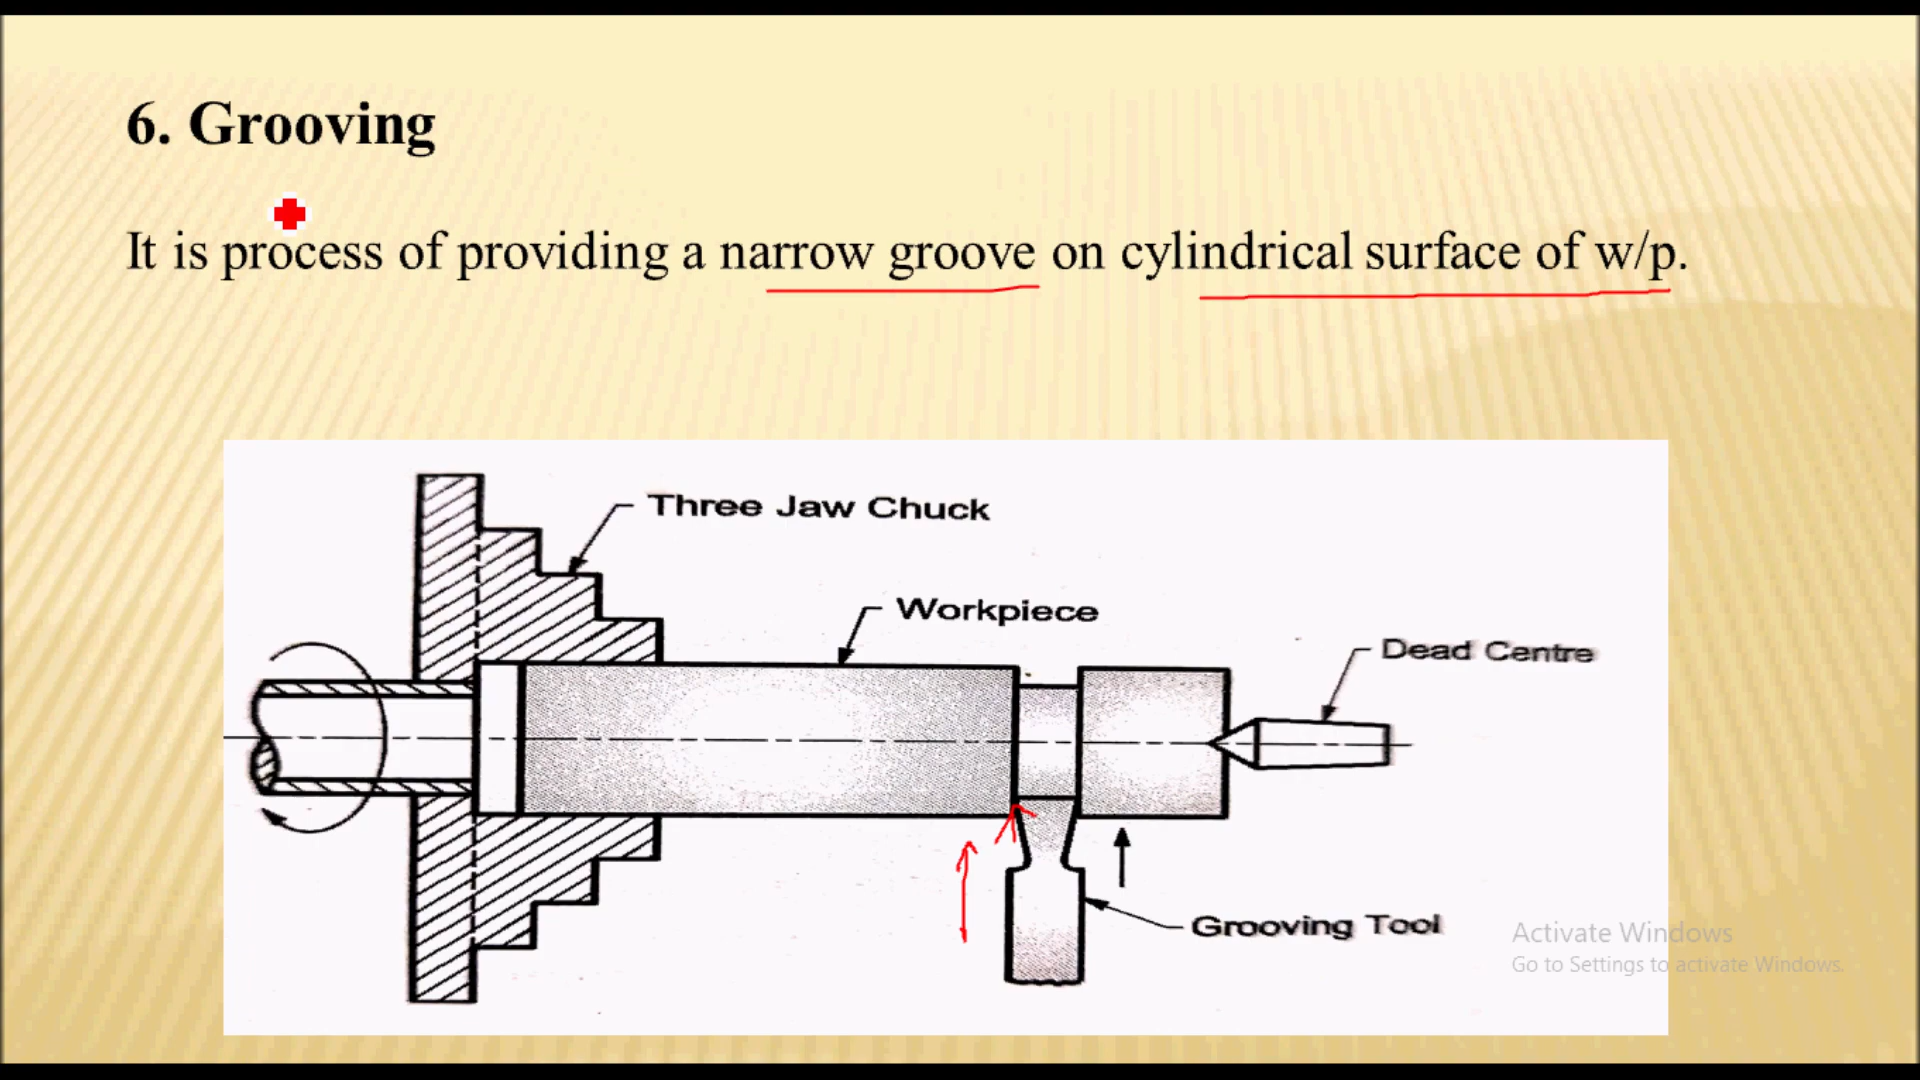 6. Grooving
It is process of providing a narrow groove on cylindrical surface of w/p.
Three Jaw Chuck
Workpiece
Dead Centre
Grooving Tool
Activate Windows
Go to Settings to activate Windows.